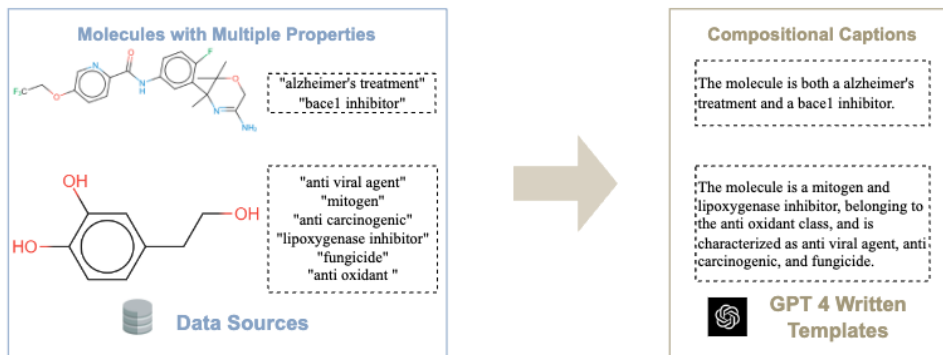 Molecules with Multiple Properties
F
O
N
O
F₃C
N
H
O
N
NH₂
"alzheimer's treatment"
"bace1 inhibitor"
OH
HO
OH
"anti viral agent"
"mitogen"
"anti carcinogenic"
"lipoxygenase inhibitor"
"fungicide"
"anti oxidant "
Data Sources
Compositional Captions
The molecule is both a alzheimer's
treatment and a bace1 inhibitor.
The molecule is a mitogen and
lipoxygenase inhibitor, belonging to
the anti oxidant class, and is
characterized as anti viral agent, anti
carcinogenic, and fungicide.
GPT 4 Written
Templates